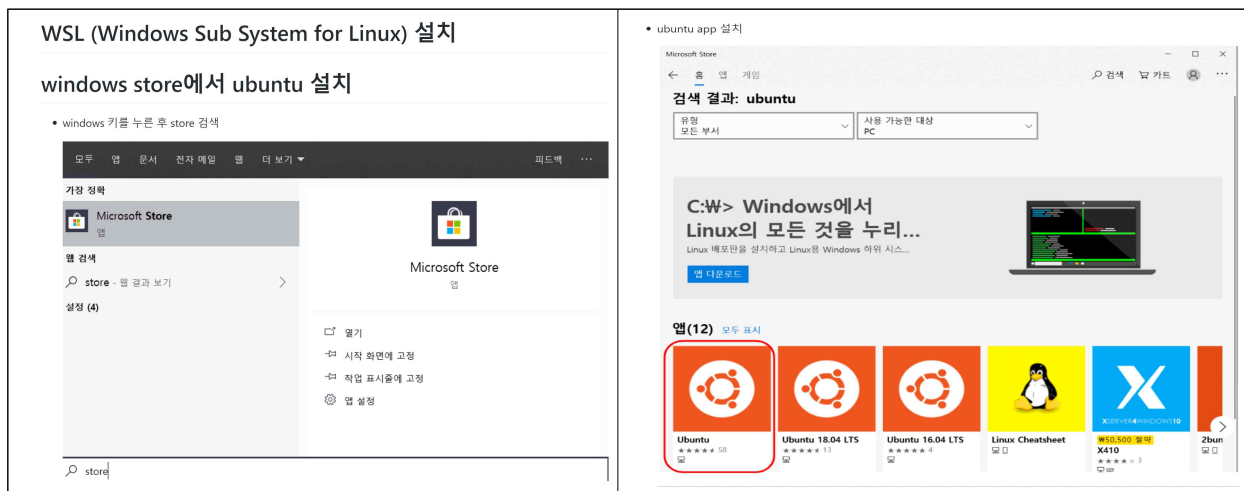 WSL (Windows Sub System for Linux) 설치
windows store에서 ubuntu 설치
• windows 키를 누른 후 store 검색
모두 앱 문서 전자 메일 웹 더 보기 피드백 ···
가장 정확
Microsoft Store
앱
웹 검색
store - 웹 결과 보기
설정 (4)
Microsoft Store
앱
열기
시작 화면에 고정
작업 표시줄에 고정
앱 설정
store
• ubuntu app 설치
Microsoft Store
홈 앱 게임 검색 카트 ···
검색 결과: ubuntu
유형
모든 부서
사용 가능한 대상
PC
C:₩> Windows에서
Linux의 모든 것을 누리...
Linux 배포판을 설치하고 Linux용 Windows 하위 시스...
앱 다운로드
앱(12) 모두 표시
XSERVER4WINDOWS10
Ubuntu
58
Ubuntu 18.04 LTS
13
Ubuntu 16.04 LTS
4
Linux Cheatsheet
₩50,500 절약
X410
3
2bun